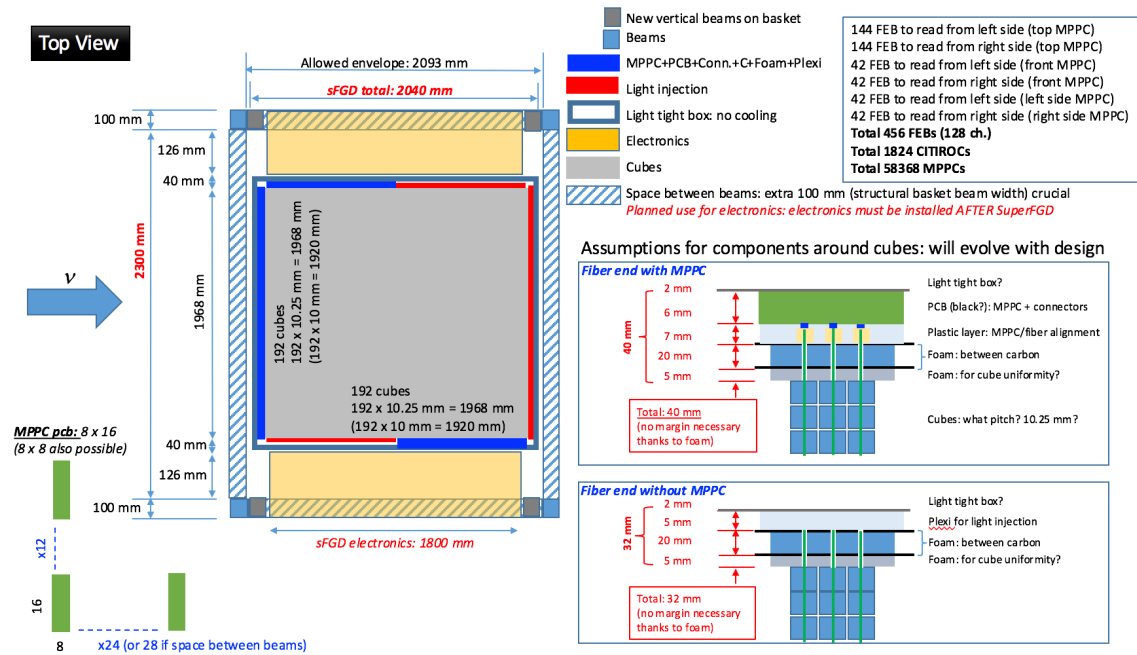 Top View
New vertical beams on basket
Beams
MPPC+PCB+Conn.+C+Foam+Plexi
Light injection
Light tight box: no cooling
Electronics
Cubes
Space between beams: extra 100 mm (structural basket beam width) crucial
Planned use for electronics: electronics must be installed AFTER SuperFGD
144 FEB to read from left side (top MPPC)
144 FEB to read from right side (top MPPC)
42 FEB to read from left side (front MPPC)
42 FEB to read from right side (front MPPC)
42 FEB to read from left side (left side MPPC)
42 FEB to read from right side (right side MPPC)
Total 456 FEBs (128 ch.)
Total 1824 CITIROCs
Total 58368 MPPCs
Allowed envelope: 2093 mm
sFGD total: 2040 mm
100 mm
126 mm
40 mm
2300 mm
1968 mm
40 mm
126 mm
100 mm
ν
192 cubes
192 x 10.25 mm = 1968 mm
(192 x 10 mm = 1920 mm)
192 cubes
192 x 10.25 mm = 1968 mm
(192 x 10 mm = 1920 mm)
sFGD electronics: 1800 mm
MPPC pcb: 8 x 16
(8 x 8 also possible)
x12
16
8
x24 (or 28 if space between beams)
Assumptions for components around cubes: will evolve with design
Fiber end with MPPC
2 mm
6 mm
7 mm
20 mm
5 mm
40 mm
Total: 40 mm
(no margin necessary
thanks to foam)
Light tight box?
PCB (black?): MPPC + connectors
Plastic layer: MPPC/fiber alignment
Foam: between carbon
Foam: for cube uniformity?
Cubes: what pitch? 10.25 mm?
Fiber end without MPPC
2 mm
5 mm
20 mm
5 mm
32 mm
Total: 32 mm
(no margin necessary
thanks to foam)
Light tight box?
Plexi for light injection
Foam: between carbon
Foam: for cube uniformity?